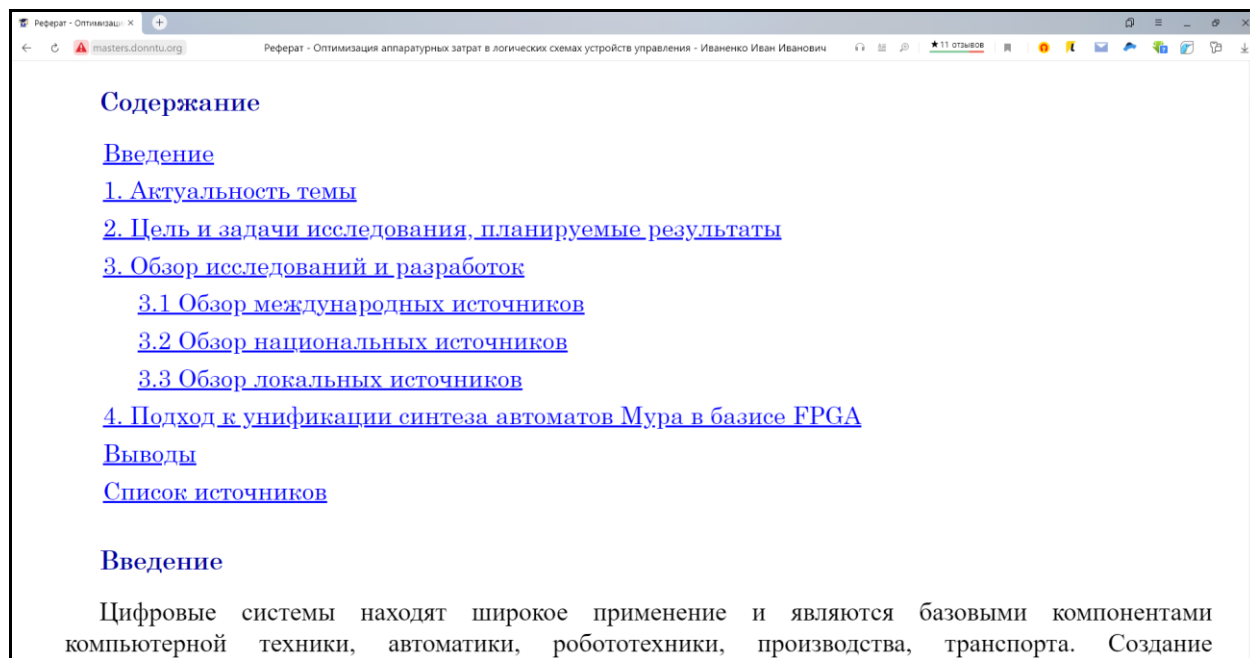 Реферат - Оптимизаци
masters.donntu.org
Реферат - Оптимизация аппаратурных затрат в логических схемах устройств управления - Иваненко Иван Иванович
★11 отзывов
Содержание
Введение
1. Актуальность темы
2. Цель и задачи исследования, планируемые результаты
3. Обзор исследований и разработок
3.1 Обзор международных источников
3.2 Обзор национальных источников
3.3 Обзор локальных источников
4. Подход к унификации синтеза автоматов Мура в базисе FPGA
Выводы
Список источников
Введение
Цифровые системы находят широкое применение и являются базовыми компонентами
компьютерной техники, автоматики, робототехники, производства, транспорта. Создание